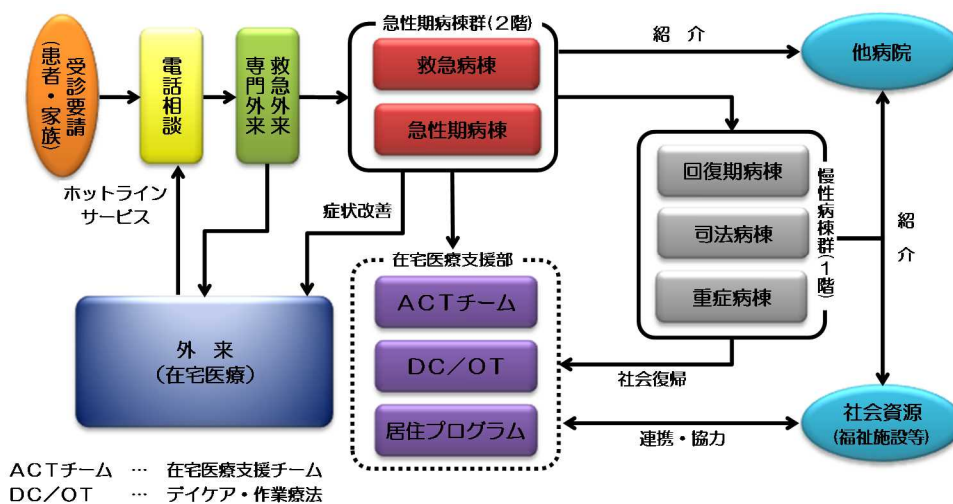 受診要請
(患者・家族)
電話相談
救急外来
専門外来
急性期病棟群(2階)
救急病棟
急性期病棟
紹　介
他病院
回復期病棟
司法病棟
重症病棟
慢性病棟群(1階)
紹　介
ホットライン
サービス
症状改善
外　来
(在宅医療)
在宅医療支援部
ACTチーム
DC/OT
居住プログラム
社会復帰
連携・協力
社会資源
(福祉施設等)
ACTチーム　…　在宅医療支援チーム
DC/OT　…　デイケア・作業療法